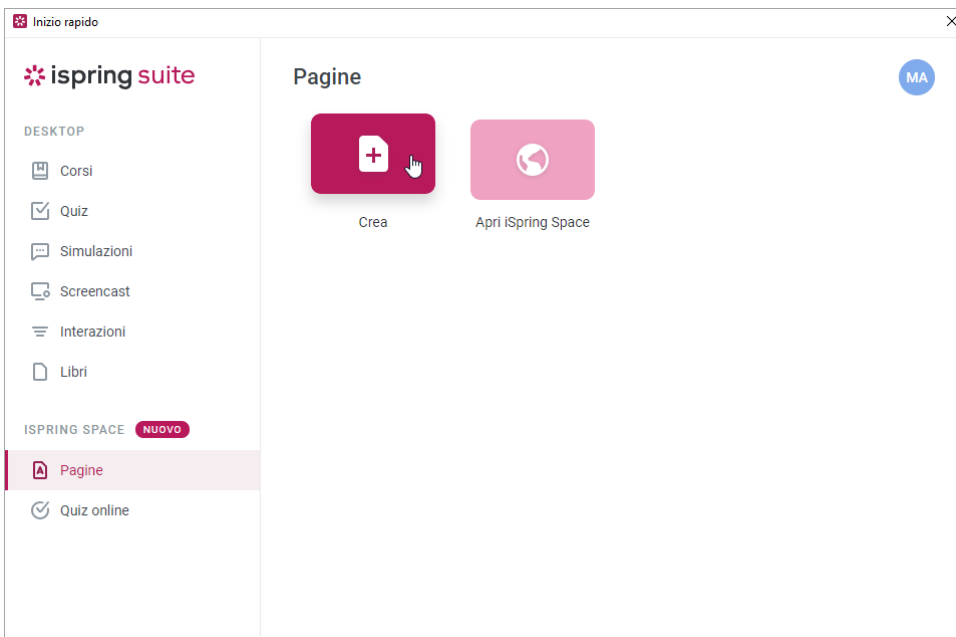 Inizio rapido
ispring suite
Pagine
MA
DESKTOP
Corsi
Quiz
Simulazioni
Screencast
Interazioni
Libri
ISPRING SPACE NUOVO
Pagine
Quiz online
Crea
Apri iSpring Space